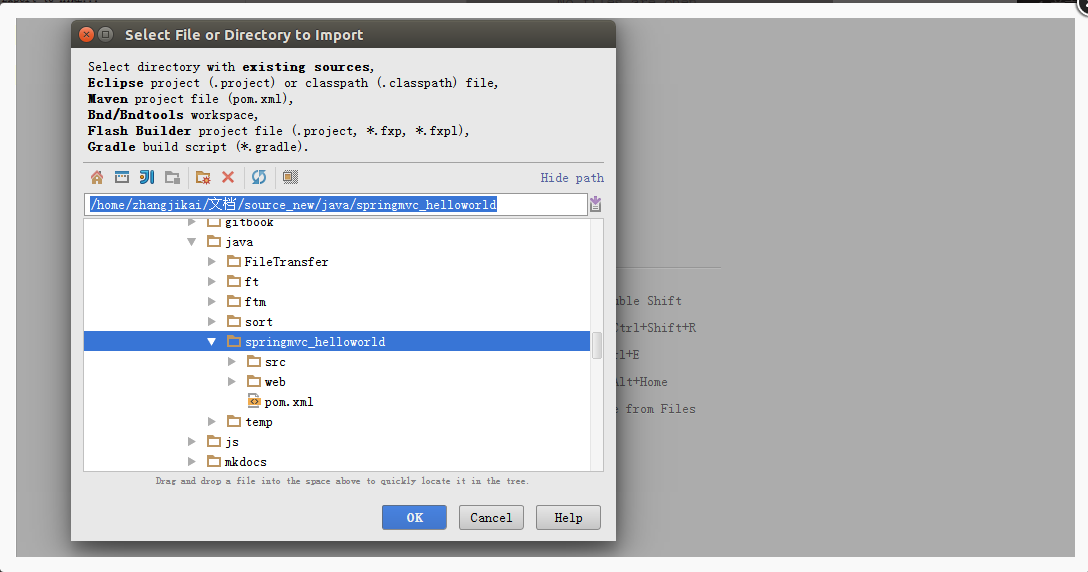 Select File or Directory to Import
Select directory with existing sources,
Eclipse project (.project) or classpath (.classpath) file,
Maven project file (pom.xml),
Bnd/Bndtools workspace,
Flash Builder project file (.project, *.fxp, *.fxpl),
Gradle build script (*.gradle).
Hide path
/home/zhangjikai/文档/source_new/java/springmvc_helloworld
gitbook
java
FileTransfer
ft
ftm
sort
springmvc_helloworld
src
web
pom.xml
temp
js
mkdocs
Drag and drop a file into the space above to quickly locate it in the tree.
OK Cancel Help
Shift
Ctrl+Shift+R
+E
+Home
from Files